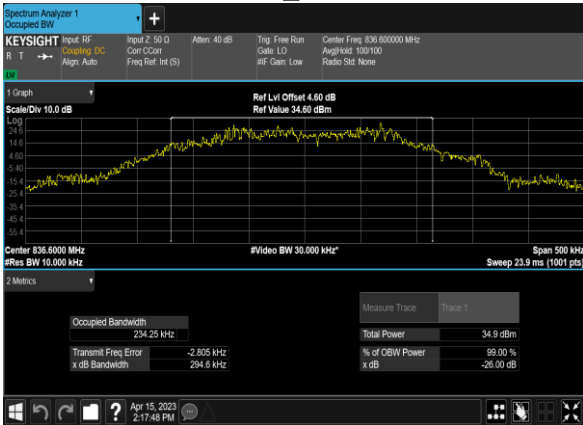 Spectrum Analyzer 1
Occupied BW
+
KEYSIGHT Input: RF Input Z: 50 Ω Atten: 40 dB Trig: Free Run Center Freq: 836.600000 MHz
R T Coupling: DC Corr CCorr Gate: LO Avg|Hold: 100/100
Align: Auto Freq Ref: Int (S) #IF Gain: Low Radio Std: None
LW
1 Graph
Ref Lvl Offset 4.60 dB
Scale/Div 10.0 dB Ref Value 34.60 dBm
Log
24.6
14.6
4.60
-5.40
-15.4
-25.4
-35.4
-45.4
-55.4
Center 836.6000 MHz #Video BW 30.000 kHz* Span 500 kHz
#Res BW 10.000 kHz Sweep 23.9 ms (1001 pts)
2 Metrics
Measure Trace Trace 1
Occupied Bandwidth
234.25 kHz Total Power 34.9 dBm
Transmit Freq Error -2.805 kHz % of OBW Power 99.00 %
x dB Bandwidth 294.6 kHz x dB -26.00 dB
? Apr 15, 2023
2:17:48 PM